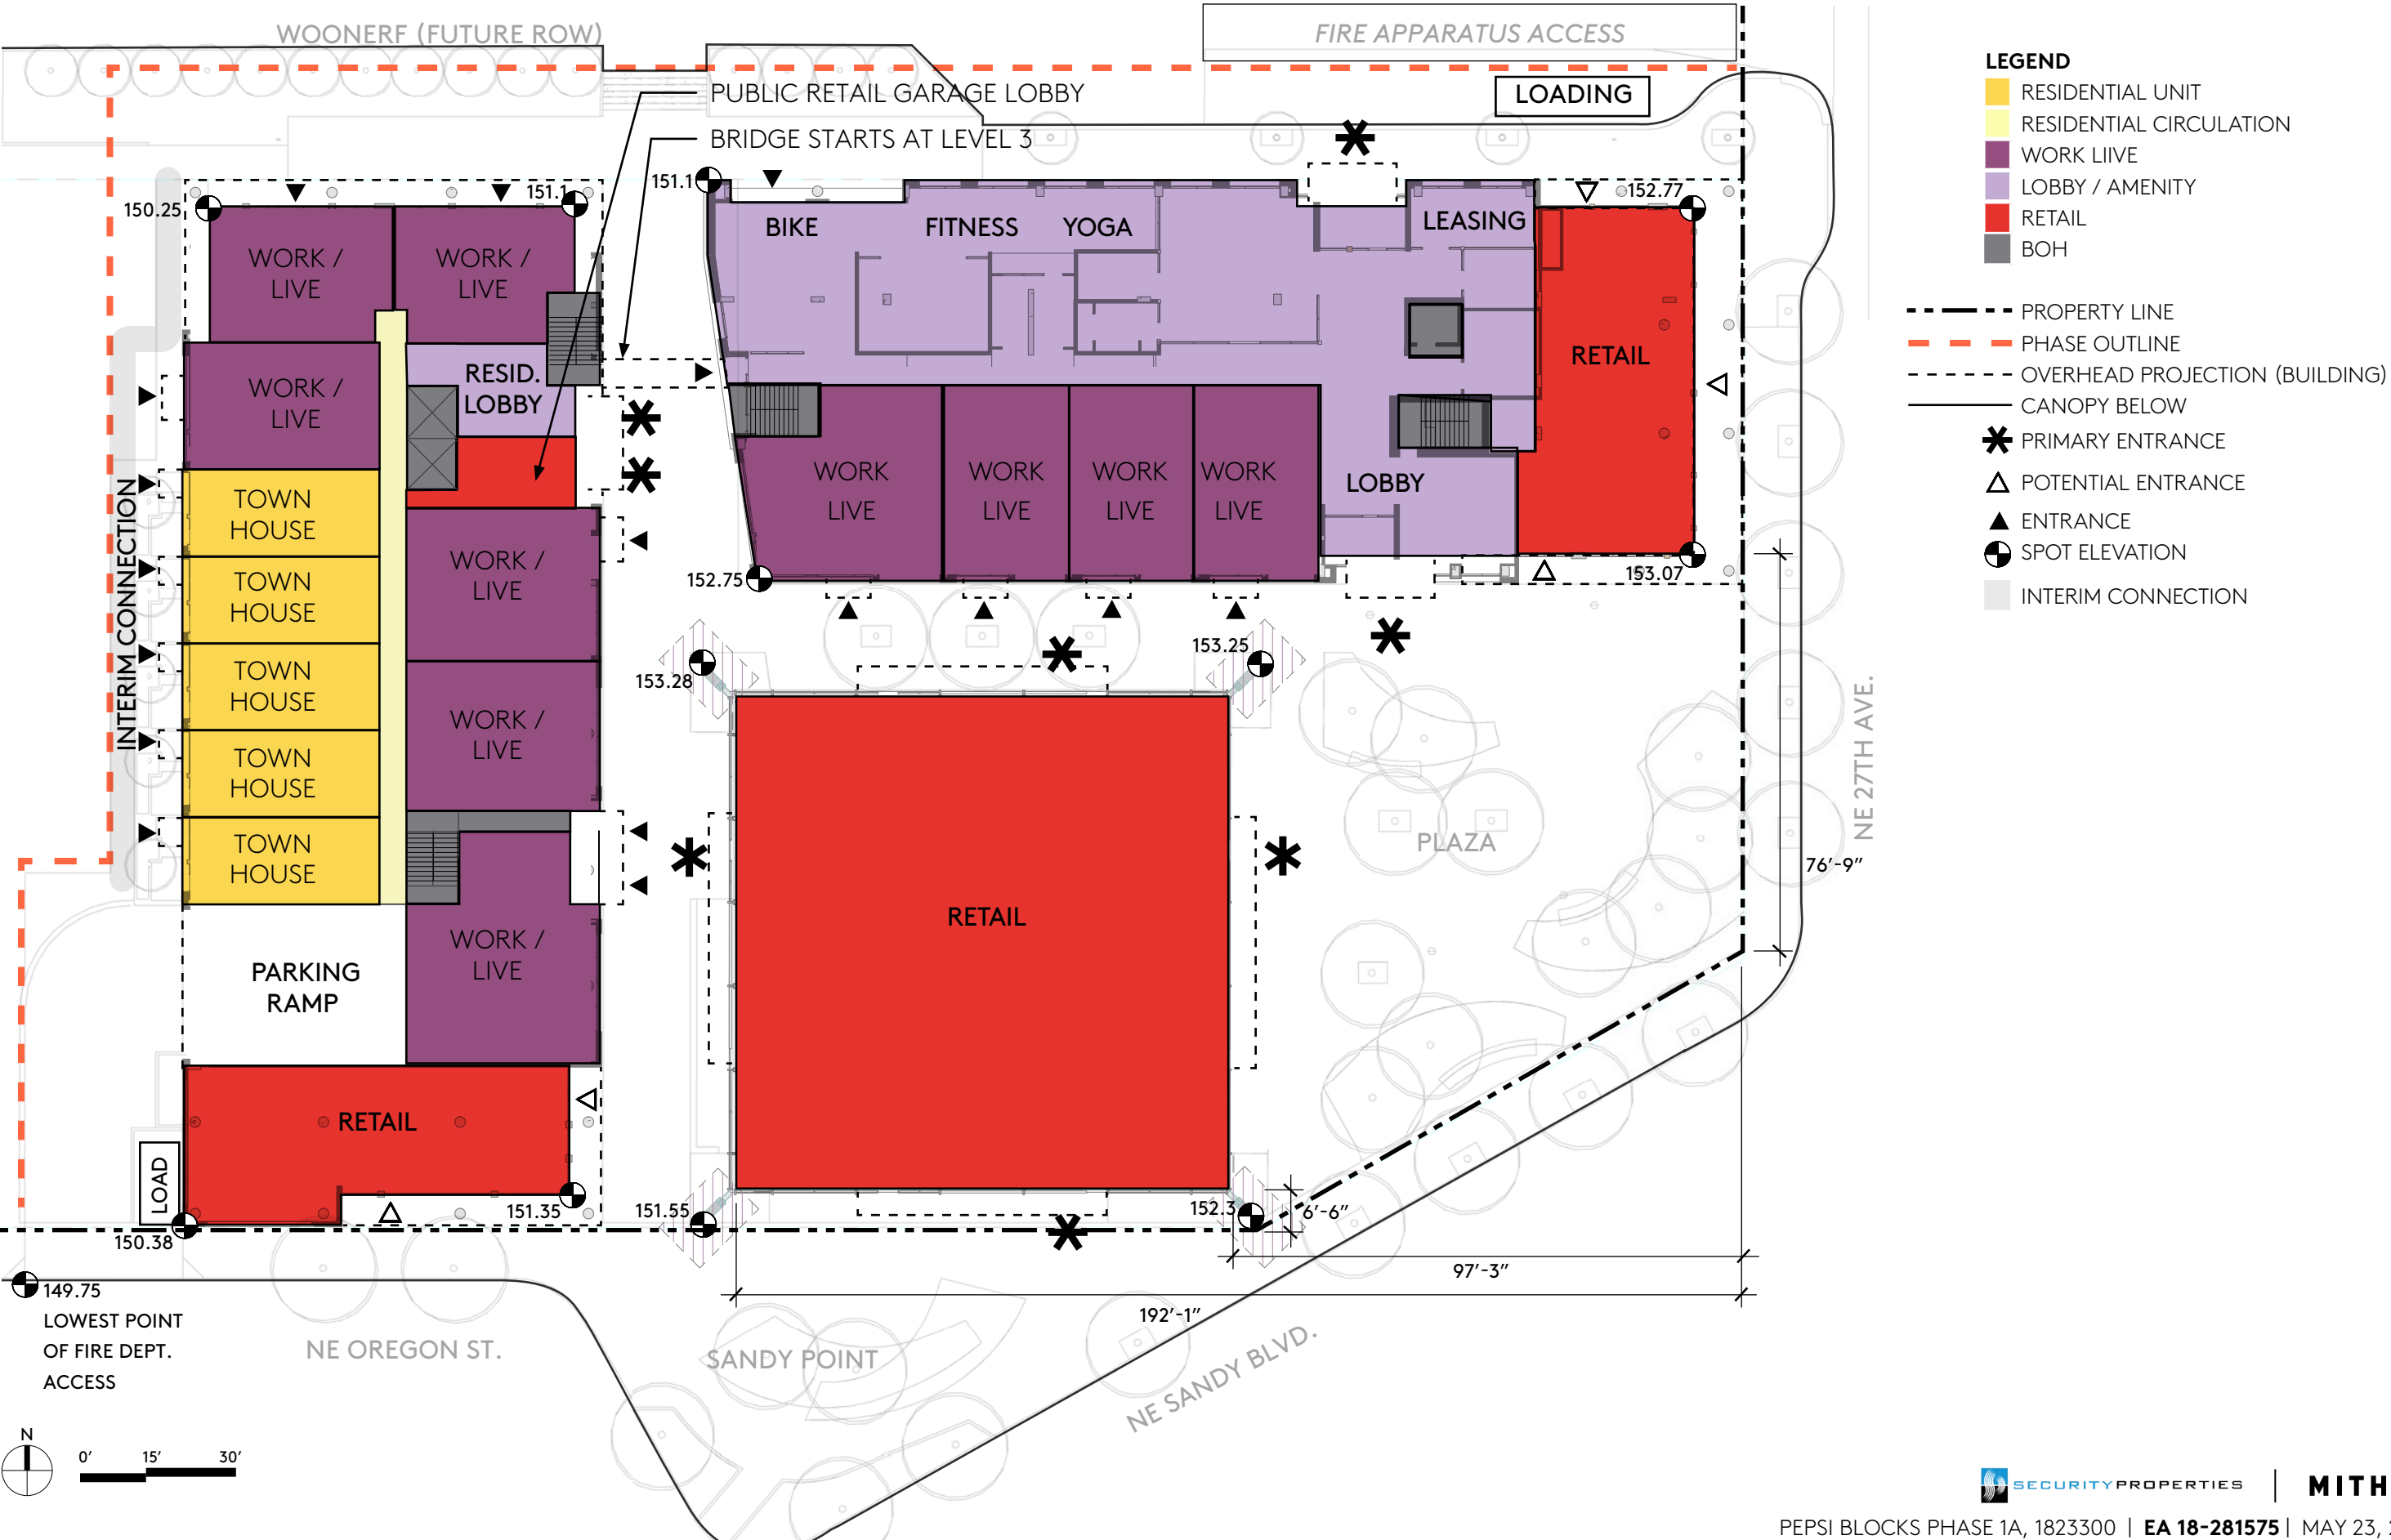 WOONERF (FUTURE ROW)
FIRE APPARATUS ACCESS
PUBLIC RETAIL GARAGE LOBBY
LOADING
BRIDGE STARTS AT LEVEL 3
150.25
151.1
151.1
152.77
BIKE
FITNESS
YOGA
LEASING
WORK /
LIVE
WORK /
LIVE
WORK /
LIVE
RESID.
LOBBY
RETAIL
WORK
LIVE
WORK
LIVE
WORK
LIVE
WORK
LIVE
LOBBY
TOWN
HOUSE
TOWN
HOUSE
TOWN
HOUSE
TOWN
HOUSE
TOWN
HOUSE
WORK /
LIVE
WORK /
LIVE
WORK /
LIVE
INTERIM CONNECTION
152.75
153.07
153.28
153.25
PLAZA
NE 27TH AVE.
76'-9"
RETAIL
PARKING
RAMP
RETAIL
LOAD
150.38
151.35
151.55
152.3
6'-6"
97'-3"
192'-1"
149.75
LOWEST POINT
OF FIRE DEPT.
ACCESS
NE OREGON ST.
SANDY POINT
NE SANDY BLVD.
N
0'
15'
30'
LEGEND
RESIDENTIAL UNIT
RESIDENTIAL CIRCULATION
WORK LIIVE
LOBBY / AMENITY
RETAIL
BOH
PROPERTY LINE
PHASE OUTLINE
OVERHEAD PROJECTION (BUILDING)
CANOPY BELOW
PRIMARY ENTRANCE
POTENTIAL ENTRANCE
ENTRANCE
SPOT ELEVATION
INTERIM CONNECTION
SECURITYPROPERTIES | MITH
PEPSI BLOCKS PHASE 1A, 1823300 | EA 18-281575 | MAY 23,